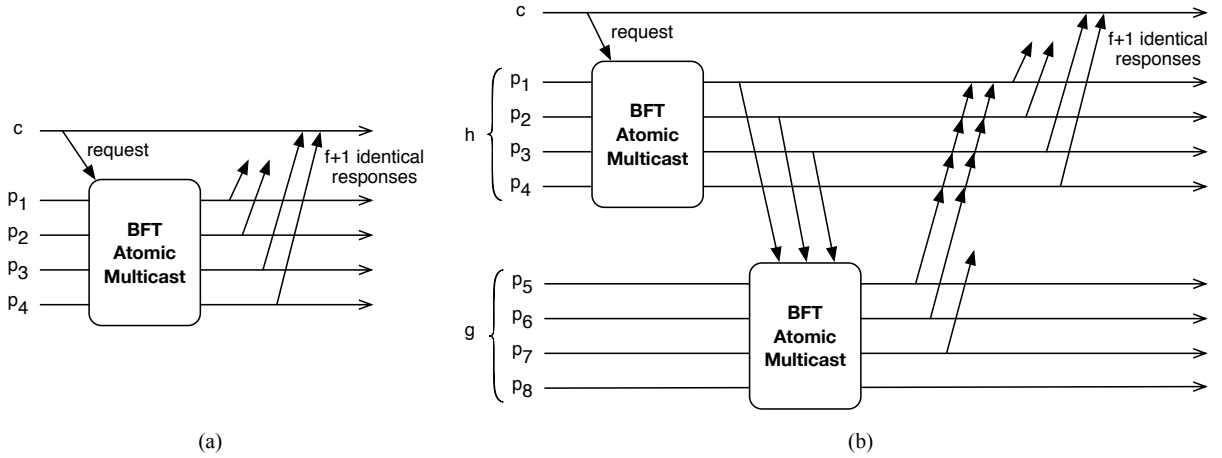 c
request
f+1 identical
responses
p1
p2
p3
p4
BFT
Atomic
Multicast
(a)
c
request
f+1 identical
responses
h
p1
p2
p3
p4
BFT
Atomic
Multicast
g
p5
p6
p7
p8
BFT
Atomic
Multicast
(b)